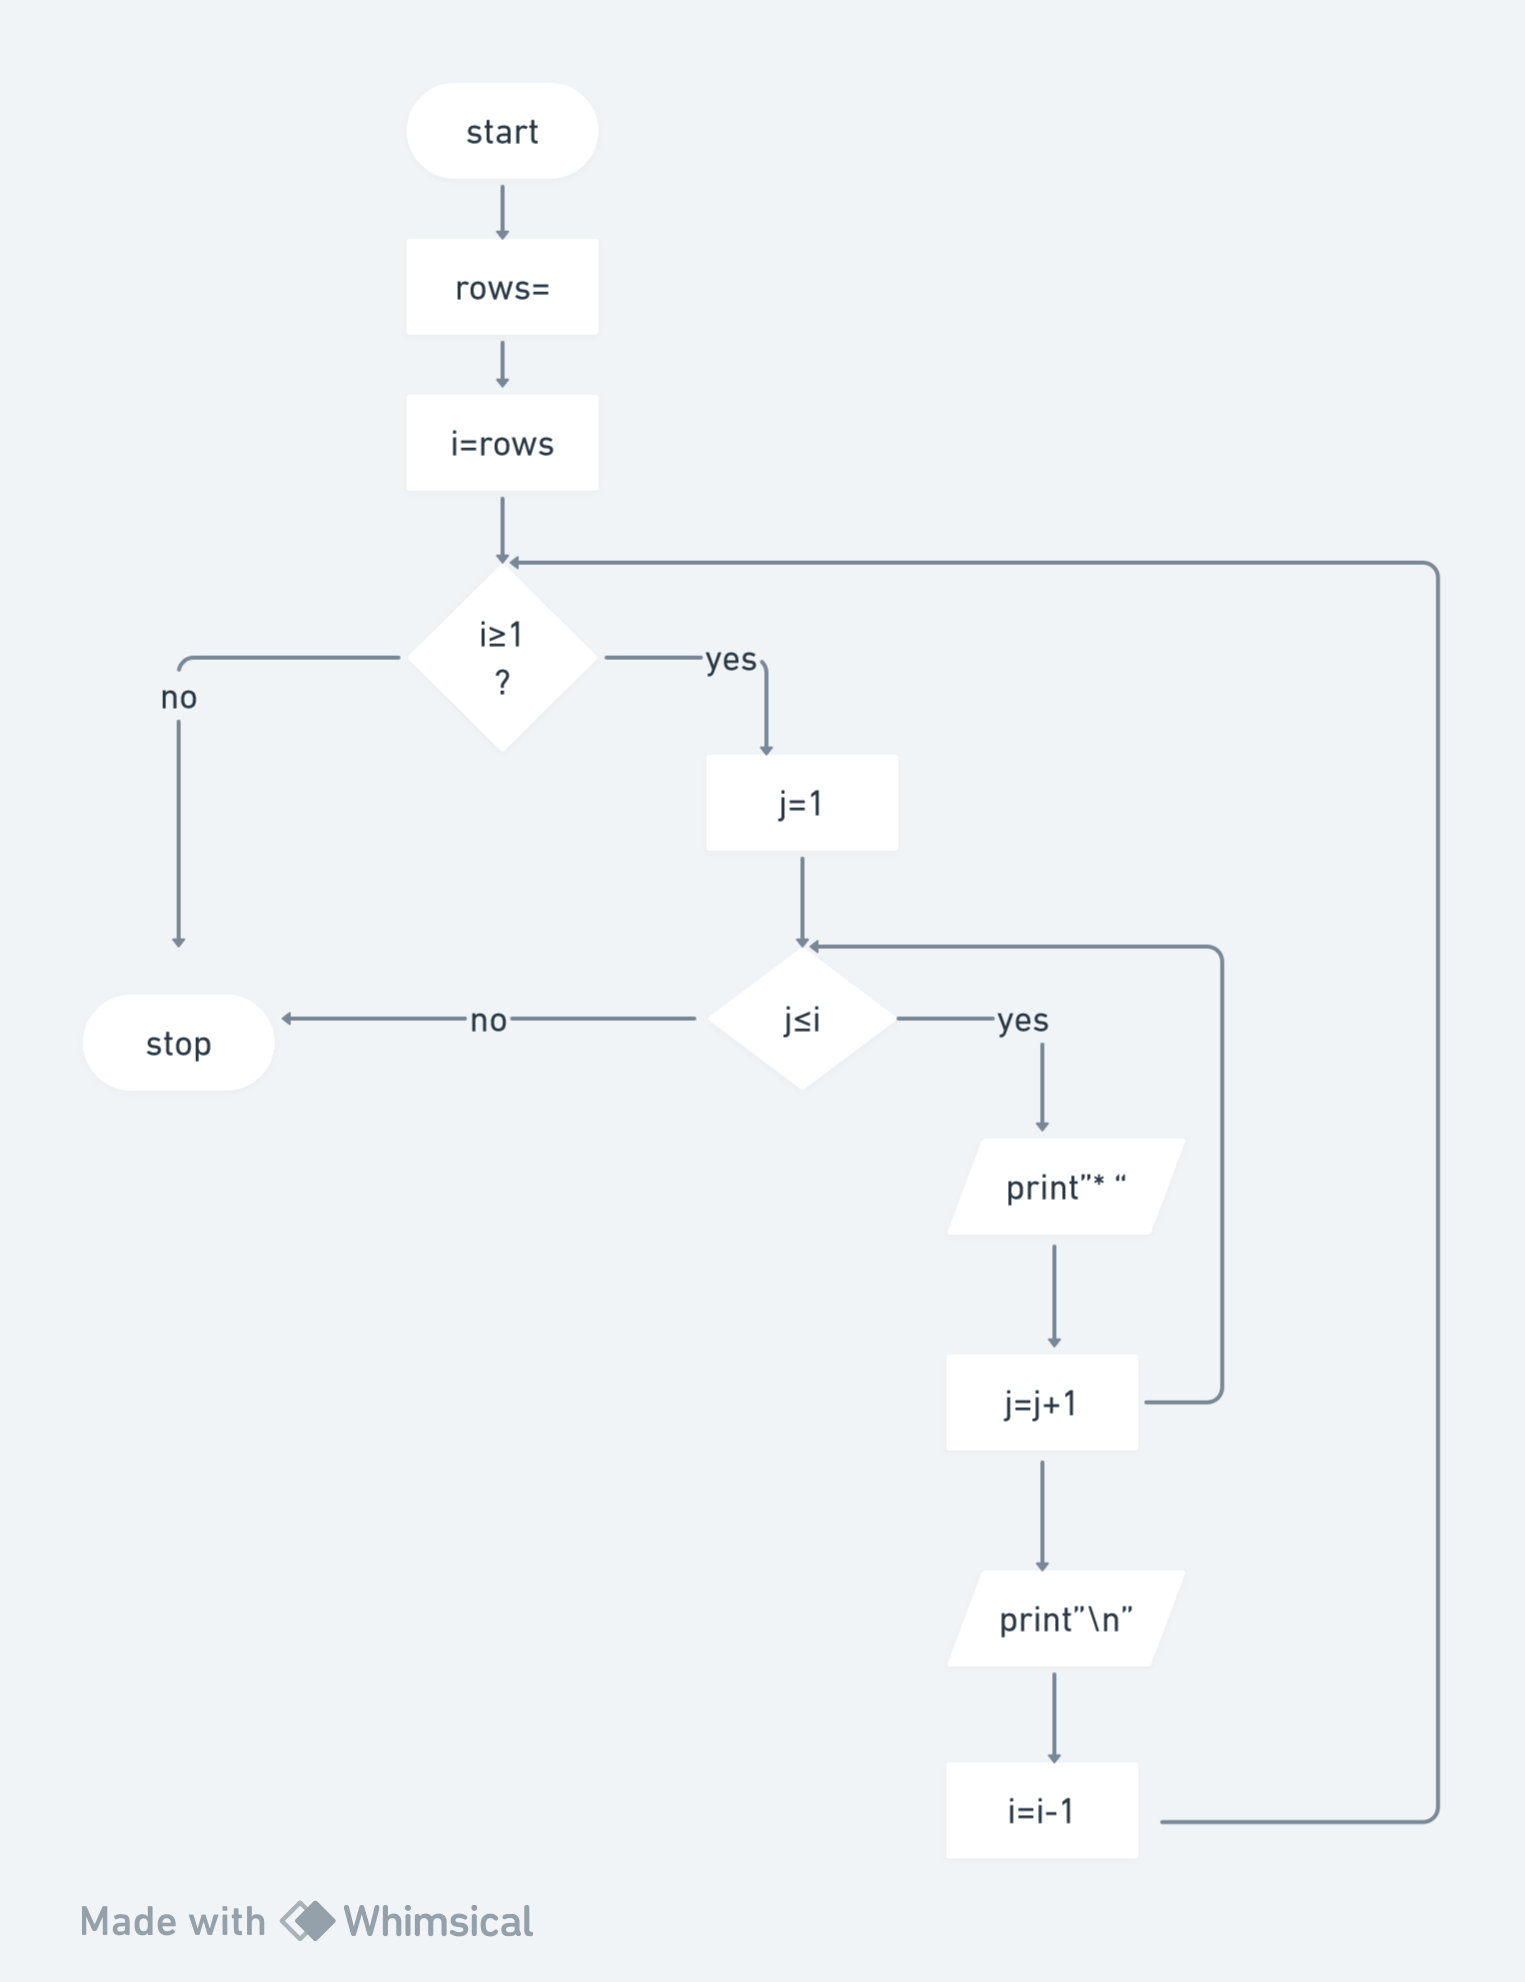 start
rows=
i=rows
i≥1
?
yes
no
j=1
j≤i
no
yes
stop
print”* “
j=j+1
print”\n”
i=i-1
Made with Whimsical